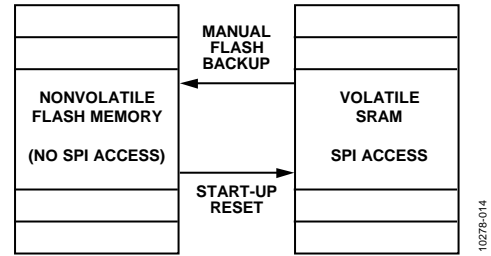 MANUAL
FLASH
BACKUP
NONVOLATILE
FLASH MEMORY
(NO SPI ACCESS)
VOLATILE
SRAM
SPI ACCESS
START-UP
RESET
10278-014